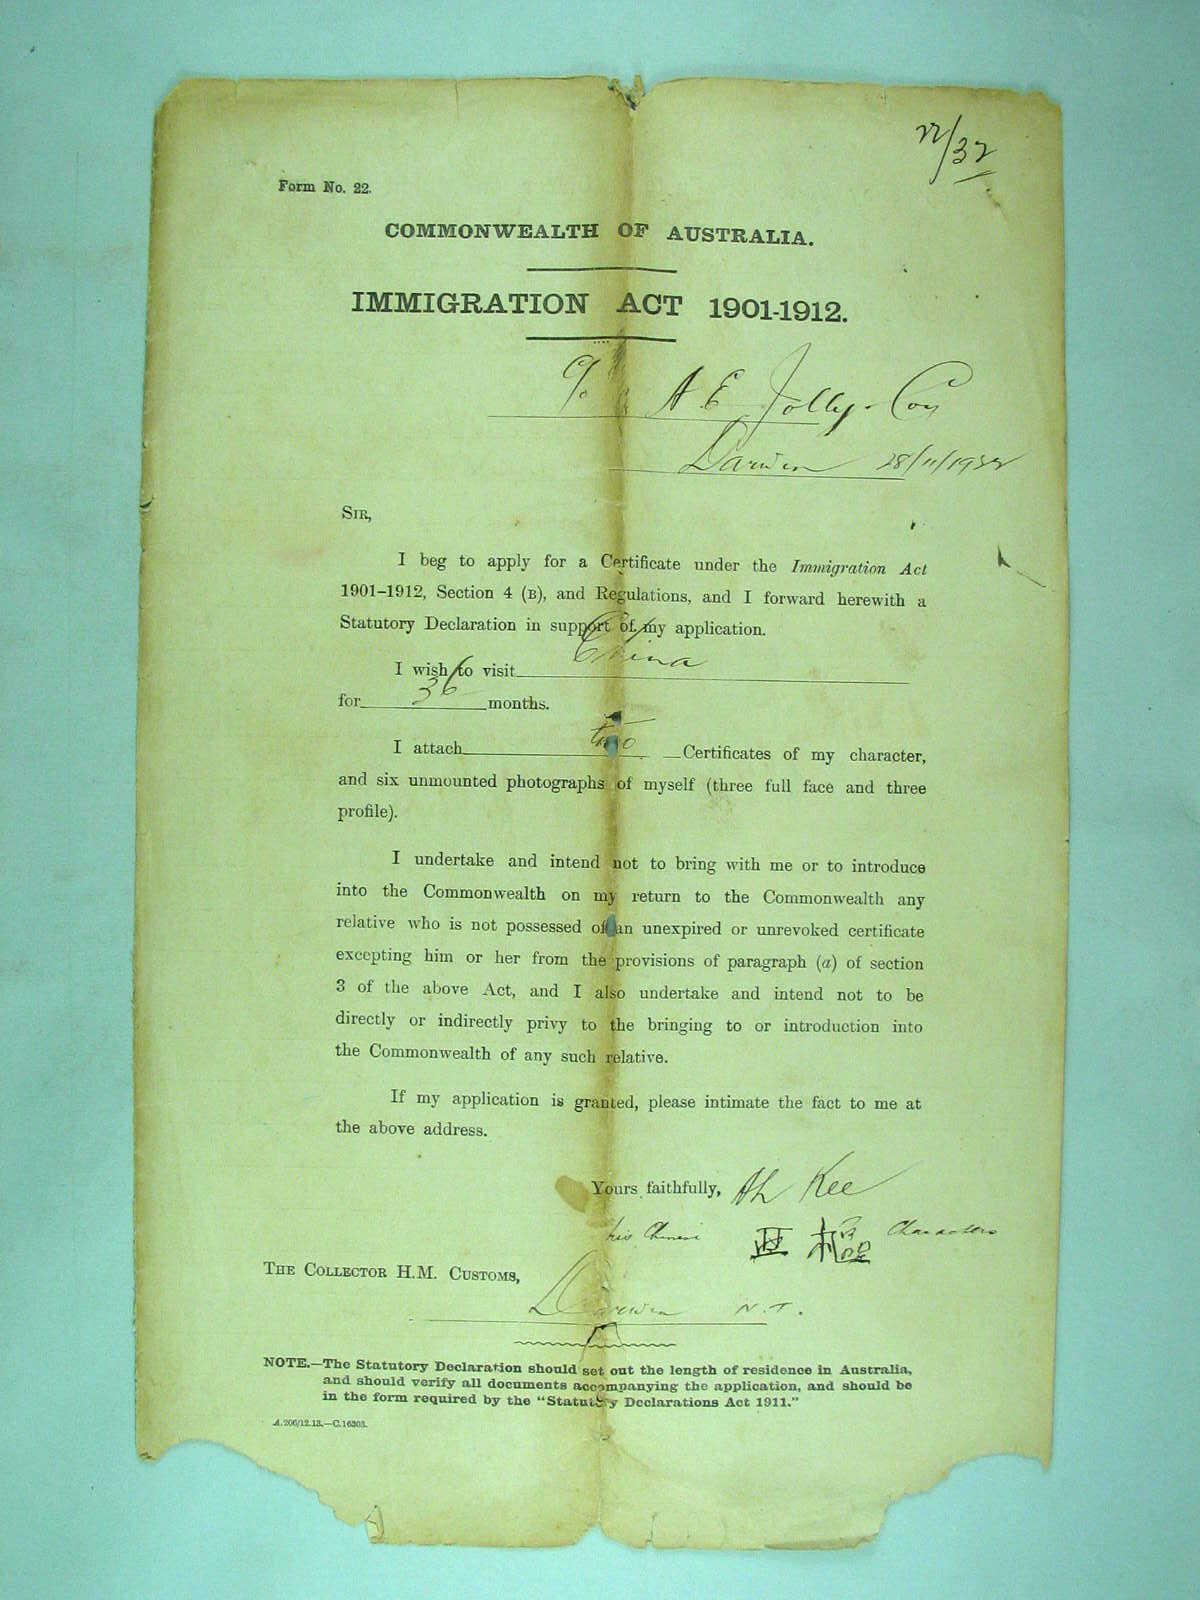 22/32
Form No. 22.
COMMONWEALTH OF AUSTRALIA.
IMMIGRATION ACT 1901-1912.
c/o A E Jolly & Coy
Darwin 28/11/1932
SIR,
I beg to apply for a Certificate under the Immigration Act
1901-1912, Section 4 (B), and Regulations, and I forward herewith a
Statutory Declaration in support of my application.
I wish to visit China
for 36 months.
I attach two Certificates of my character,
and six unmounted photographs of myself (three full face and three
profile).
I undertake and intend not to bring with me or to introduce
into the Commonwealth on my return to the Commonwealth any
relative who is not possessed of an unexpired or unrevoked certificate
excepting him or her from the provisions of paragraph (a) of section
3 of the above Act, and I also undertake and intend not to be
directly or indirectly privy to the bringing to or introduction into
the Commonwealth of any such relative.
If my application is granted, please intimate the fact to me at
the above address.
Yours faithfully, Ah Kee
his Chinese 亞 Characters
THE COLLECTOR H.M. CUSTOMS,
Darwin N.T.
NOTE.—The Statutory Declaration should set out the length of residence in Australia,
and should verify all documents accompanying the application, and should be
in the form required by the "Statutory Declarations Act 1911."
A.206/12.13.—C.16303.